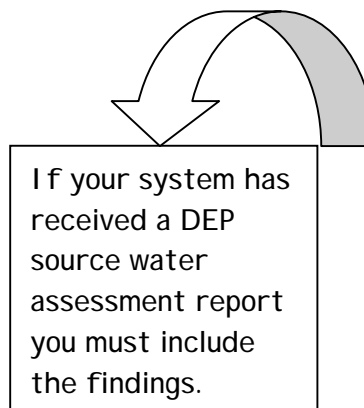 If your system has
received a DEP
source water
assessment report
you must include
the findings.